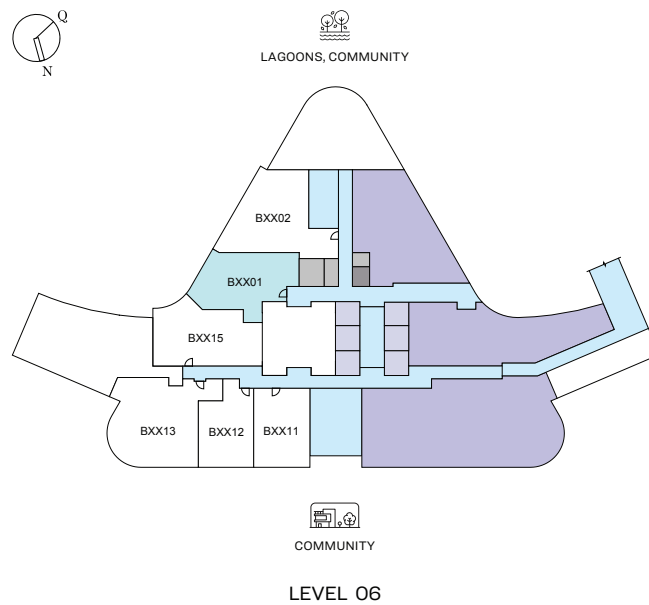 Q
N
LAGOONS, COMMUNITY
BXX02
BXX01
BXX15
BXX13
BXX12
BXX11
COMMUNITY
LEVEL 06